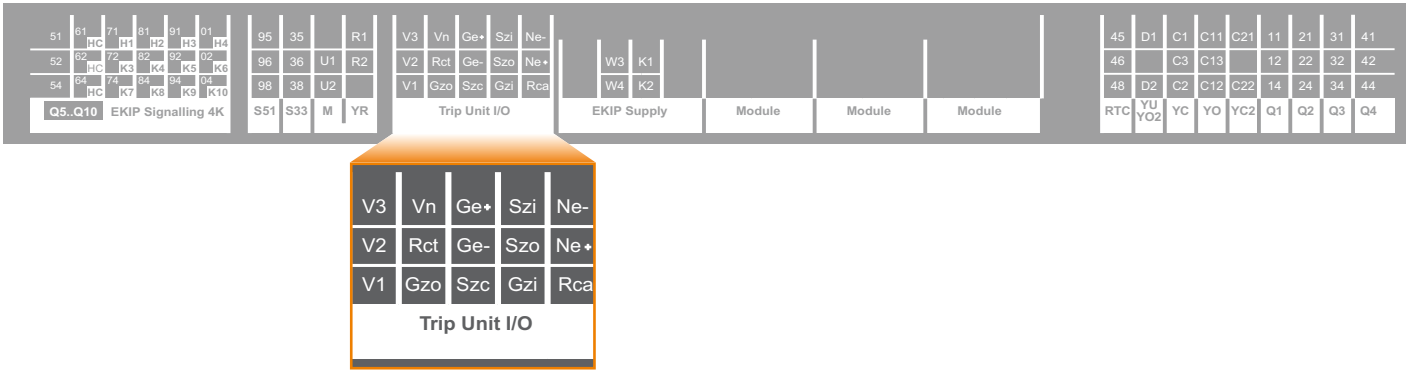 61 71 81 91 01
51 HC H1 H2 H3 H4 95 35 R1 V3 Vn Ge+ Szi Ne- 45 D1 C1 C11 C21 11 21 31 41
62 72 82 92 02
52 HC K3 K4 K5 K6 96 36 U1 R2 V2 Rct Ge- Szo Ne+ W3 K1 46 C3 C13 12 22 32 42
64 74 84 94 04
54 HC K7 K8 K9 K10 98 38 U2 V1 Gzo Szc Gzi Rca W4 K2 48 D2 C2 C12 C22 14 24 34 44
Q5..Q10 EKIP Signalling 4K S51 S33 M YR Trip Unit I/O EKIP Supply Module Module Module RTC YU YO2 YC YO YC2 Q1 Q2 Q3 Q4
V3 Vn Ge+ Szi Ne-
V2 Rct Ge- Szo Ne+
V1 Gzo Szc Gzi Rca
Trip Unit I/O